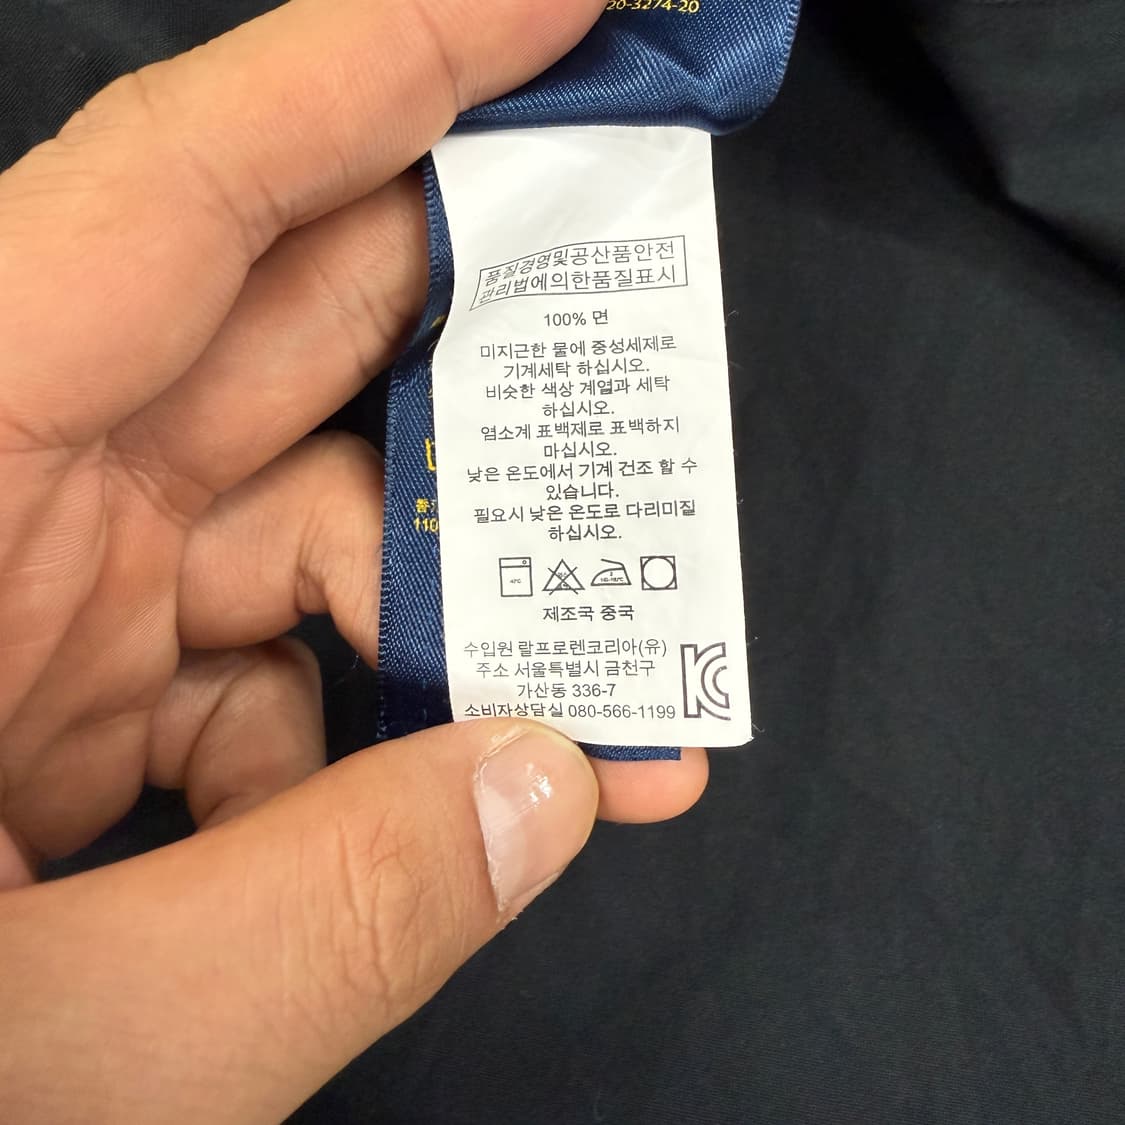 20-3274-20
품질경영및공산품안전
관리법에의한품질표시
100% 면
미지근한 물에 중성세제로
기계세탁 하십시오.
비슷한 색상 계열과 세탁
하십시오.
염소계 표백제로 표백하지
마십시오.
낮은 온도에서 기계 건조 할 수
있습니다.
필요시 낮은 온도로 다리미질
하십시오.
제조국 중국
수입원 랄프로렌코리아(유)
주소 서울특별시 금천구
가산동 336-7
소비자상담실 080-566-1199
110